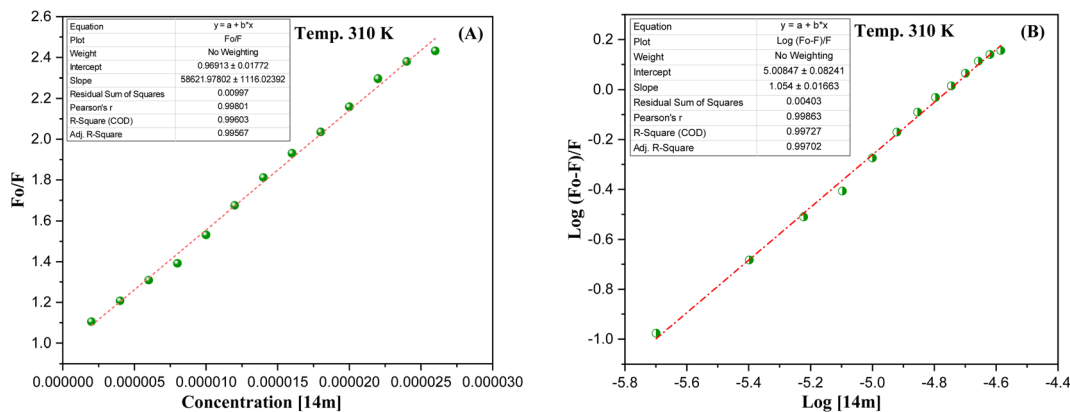 (A)
Temp. 310 K
Equation y = a + b*x
Plot Fo/F
Weight No Weighting
Intercept 0.96913 ± 0.01772
Slope 58621.97802 ± 1116.02392
Residual Sum of Squares 0.00997
Pearson's r 0.99801
R-Square (COD) 0.99603
Adj. R-Square 0.99567
Fo/F
2.6
2.4
2.2
2.0
1.8
1.6
1.4
1.2
1.0
0.000000 0.000005 0.000010 0.000015 0.000020 0.000025 0.000030
Concentration [14m]
(B)
Temp. 310 K
Equation y = a + b*x
Plot Log (Fo-F)/F
Weight No Weighting
Intercept 5.00847 ± 0.08241
Slope 1.054 ± 0.01663
Residual Sum of Squares 0.00403
Pearson's r 0.99863
R-Square (COD) 0.99727
Adj. R-Square 0.99702
Log (Fo-F)/F
0.2
0.0
-0.2
-0.4
-0.6
-0.8
-1.0
-5.8 -5.6 -5.4 -5.2 -5.0 -4.8 -4.6 -4.4
Log [14m]